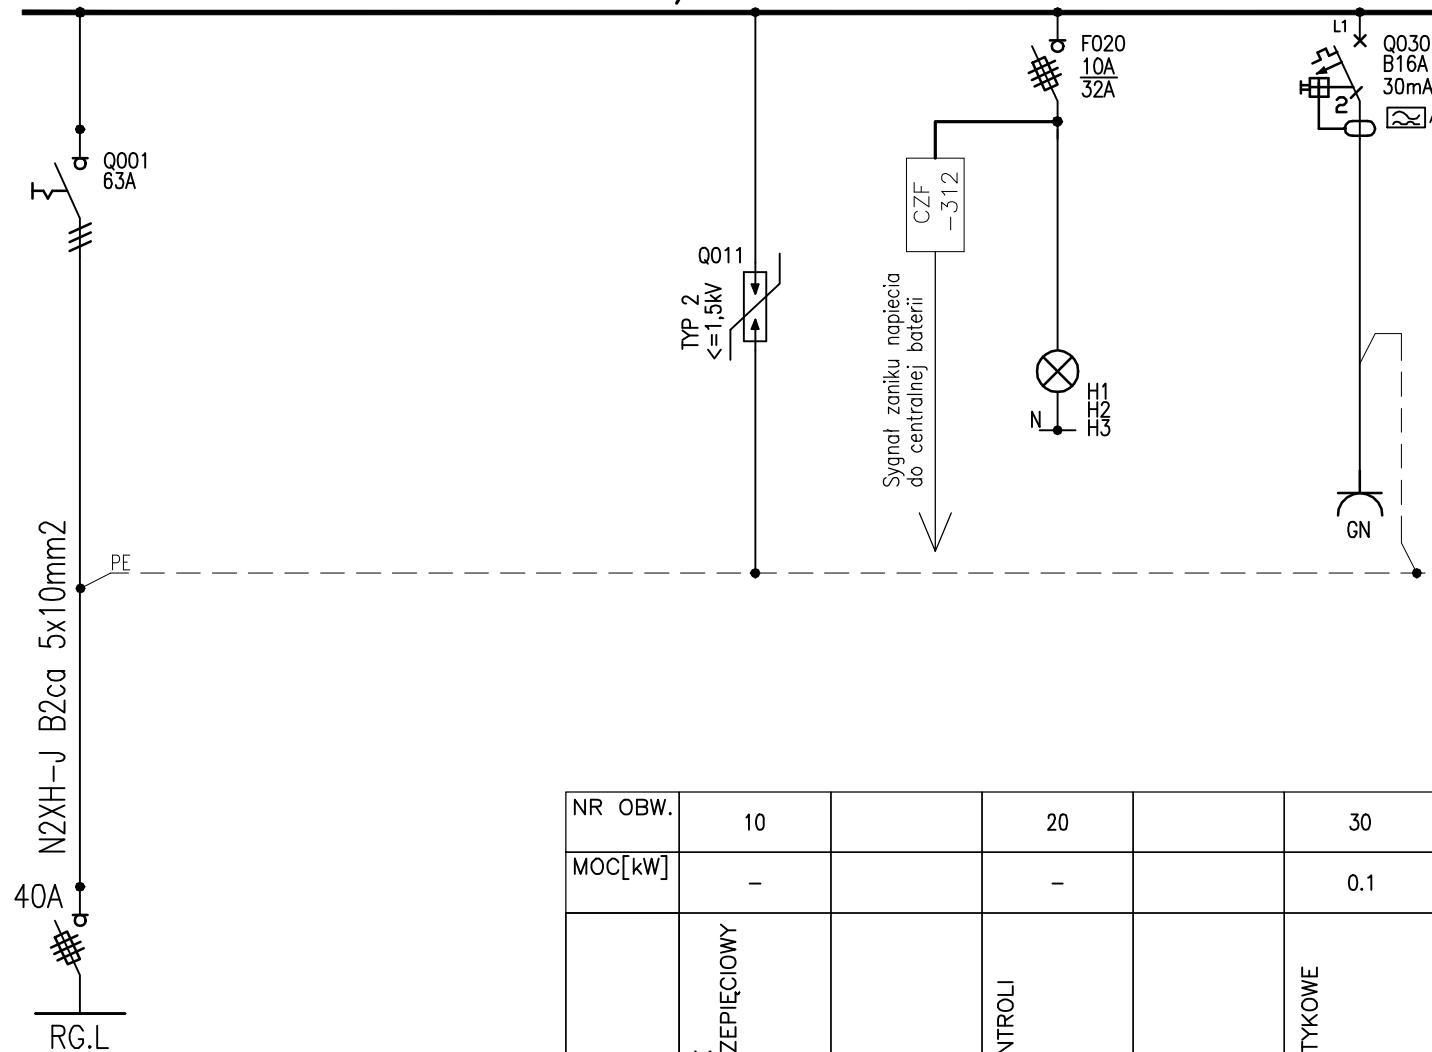 Q001
63A
Q011
TYP 2
<=1,5kV
F020
10A
32A
CZF
-312
Sygnał zaniku napiecia
do centralnej baterii
H1
H2
H3
N
L1
Q030
B16A
30mA
2
GN
PE
N2XH-J B2ca 5x10mm2
40A
RG.L
NR OBW.
10
20
30
MOC[kW]
-
-
0.1
ZEPIĘCIOWY
NTROLI
TYKOWE